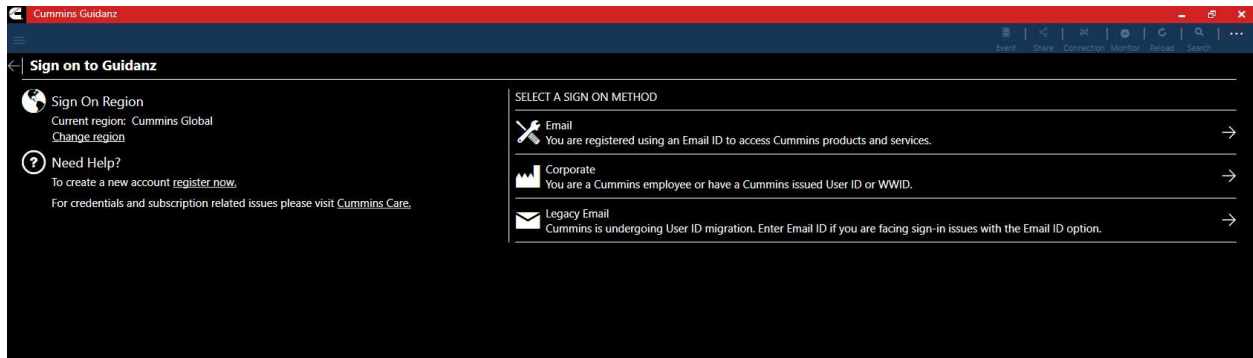 Cummins Guidanz
Event | Share | Connection | Monitor | Reload | Search | ...
Sign on to Guidanz
Sign On Region
Current region: Cummins Global
Change region
? Need Help?
To create a new account register now.
For credentials and subscription related issues please visit Cummins Care.
SELECT A SIGN ON METHOD
Email
You are registered using an Email ID to access Cummins products and services.
Corporate
You are a Cummins employee or have a Cummins issued User ID or WWID.
Legacy Email
Cummins is undergoing User ID migration. Enter Email ID if you are facing sign-in issues with the Email ID option.